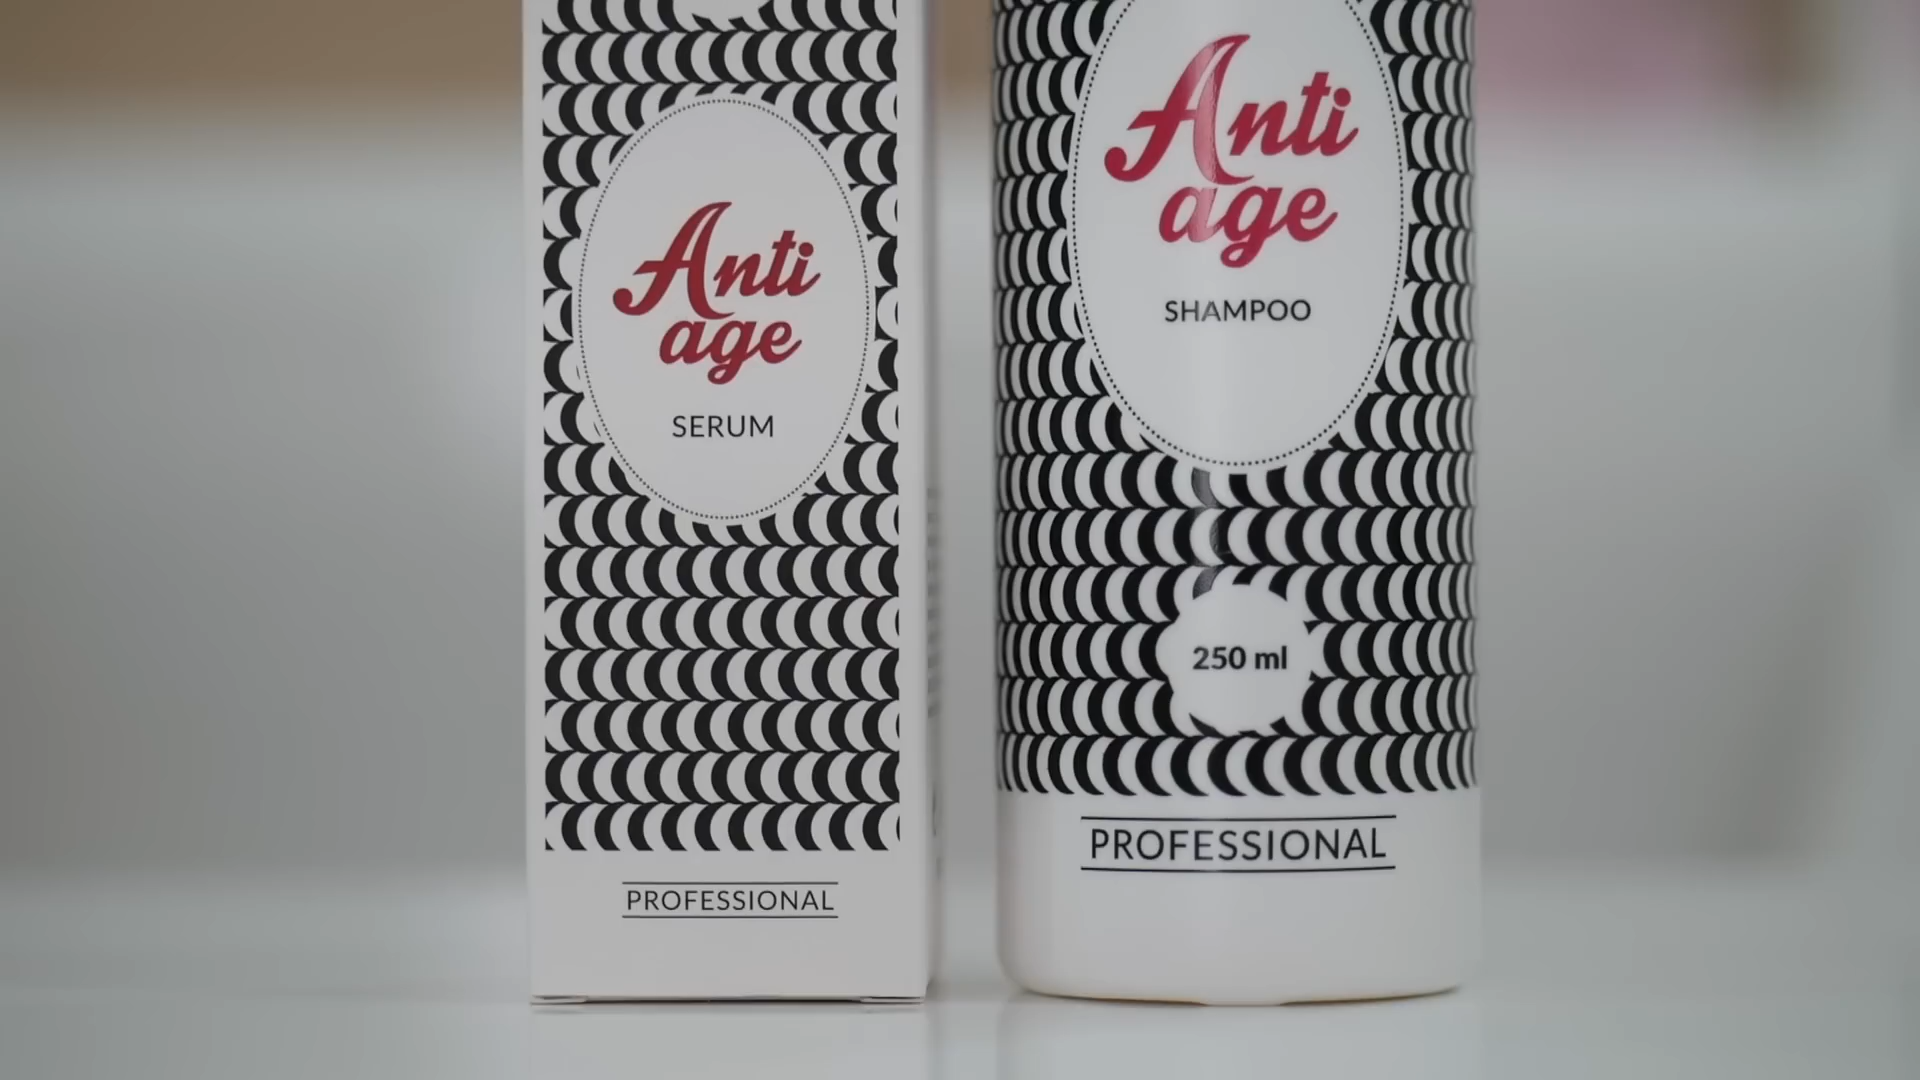 Anti
age
SERUM
PROFESSIONAL
Anti
age
SHAMPOO
250 ml
PROFESSIONAL